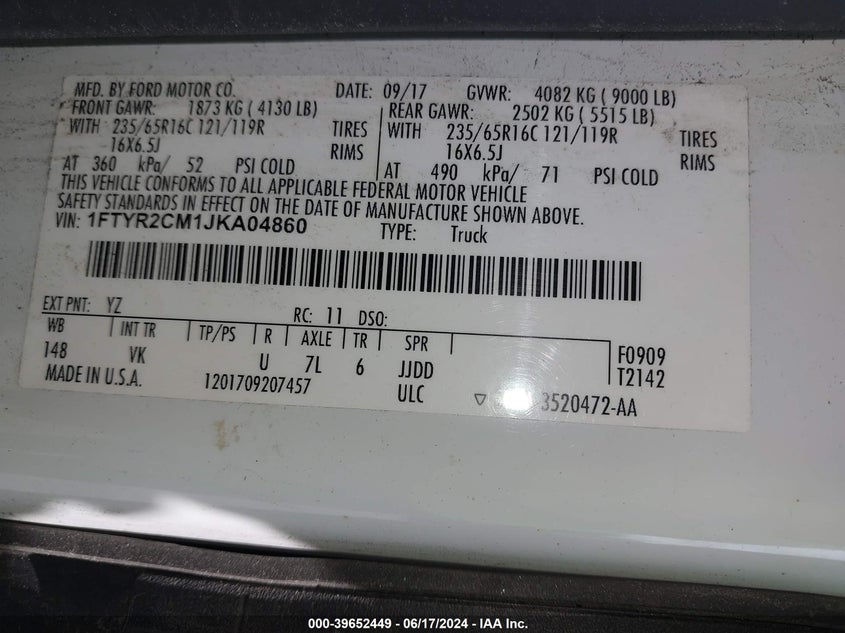 MFD. BY FORD MOTOR CO. DATE: 09/17 GVWR: 4082 KG ( 9000 LB)
FRONT GAWR: 1873 KG ( 4130 LB) REAR GAWR: 2502 KG ( 5515 LB)
WITH 235/65R16C 121/119R TIRES WITH 235/65R16C 121/119R TIRES
16X6.5J RIMS 16X6.5J RIMS
AT 360 kPa/ 52 PSI COLD AT 490 kPa/ 71 PSI COLD
THIS VEHICLE CONFORMS TO ALL APPLICABLE FEDERAL MOTOR VEHICLE
SAFETY STANDARDS IN EFFECT ON THE DATE OF MANUFACTURE SHOWN ABOVE.
VIN: 1FTYR2CM1JKA04860 TYPE: Truck
EXT PNT: YZ RC: 11 DSO:
WB INT TR TP/PS R AXLE TR SPR F0909
148 VK U 7L 6 JJDD T2142
MADE IN U.S.A. 1201709207457 ULC 3520472-AA
000-39652449 - 06/17/2024 - IAA Inc.